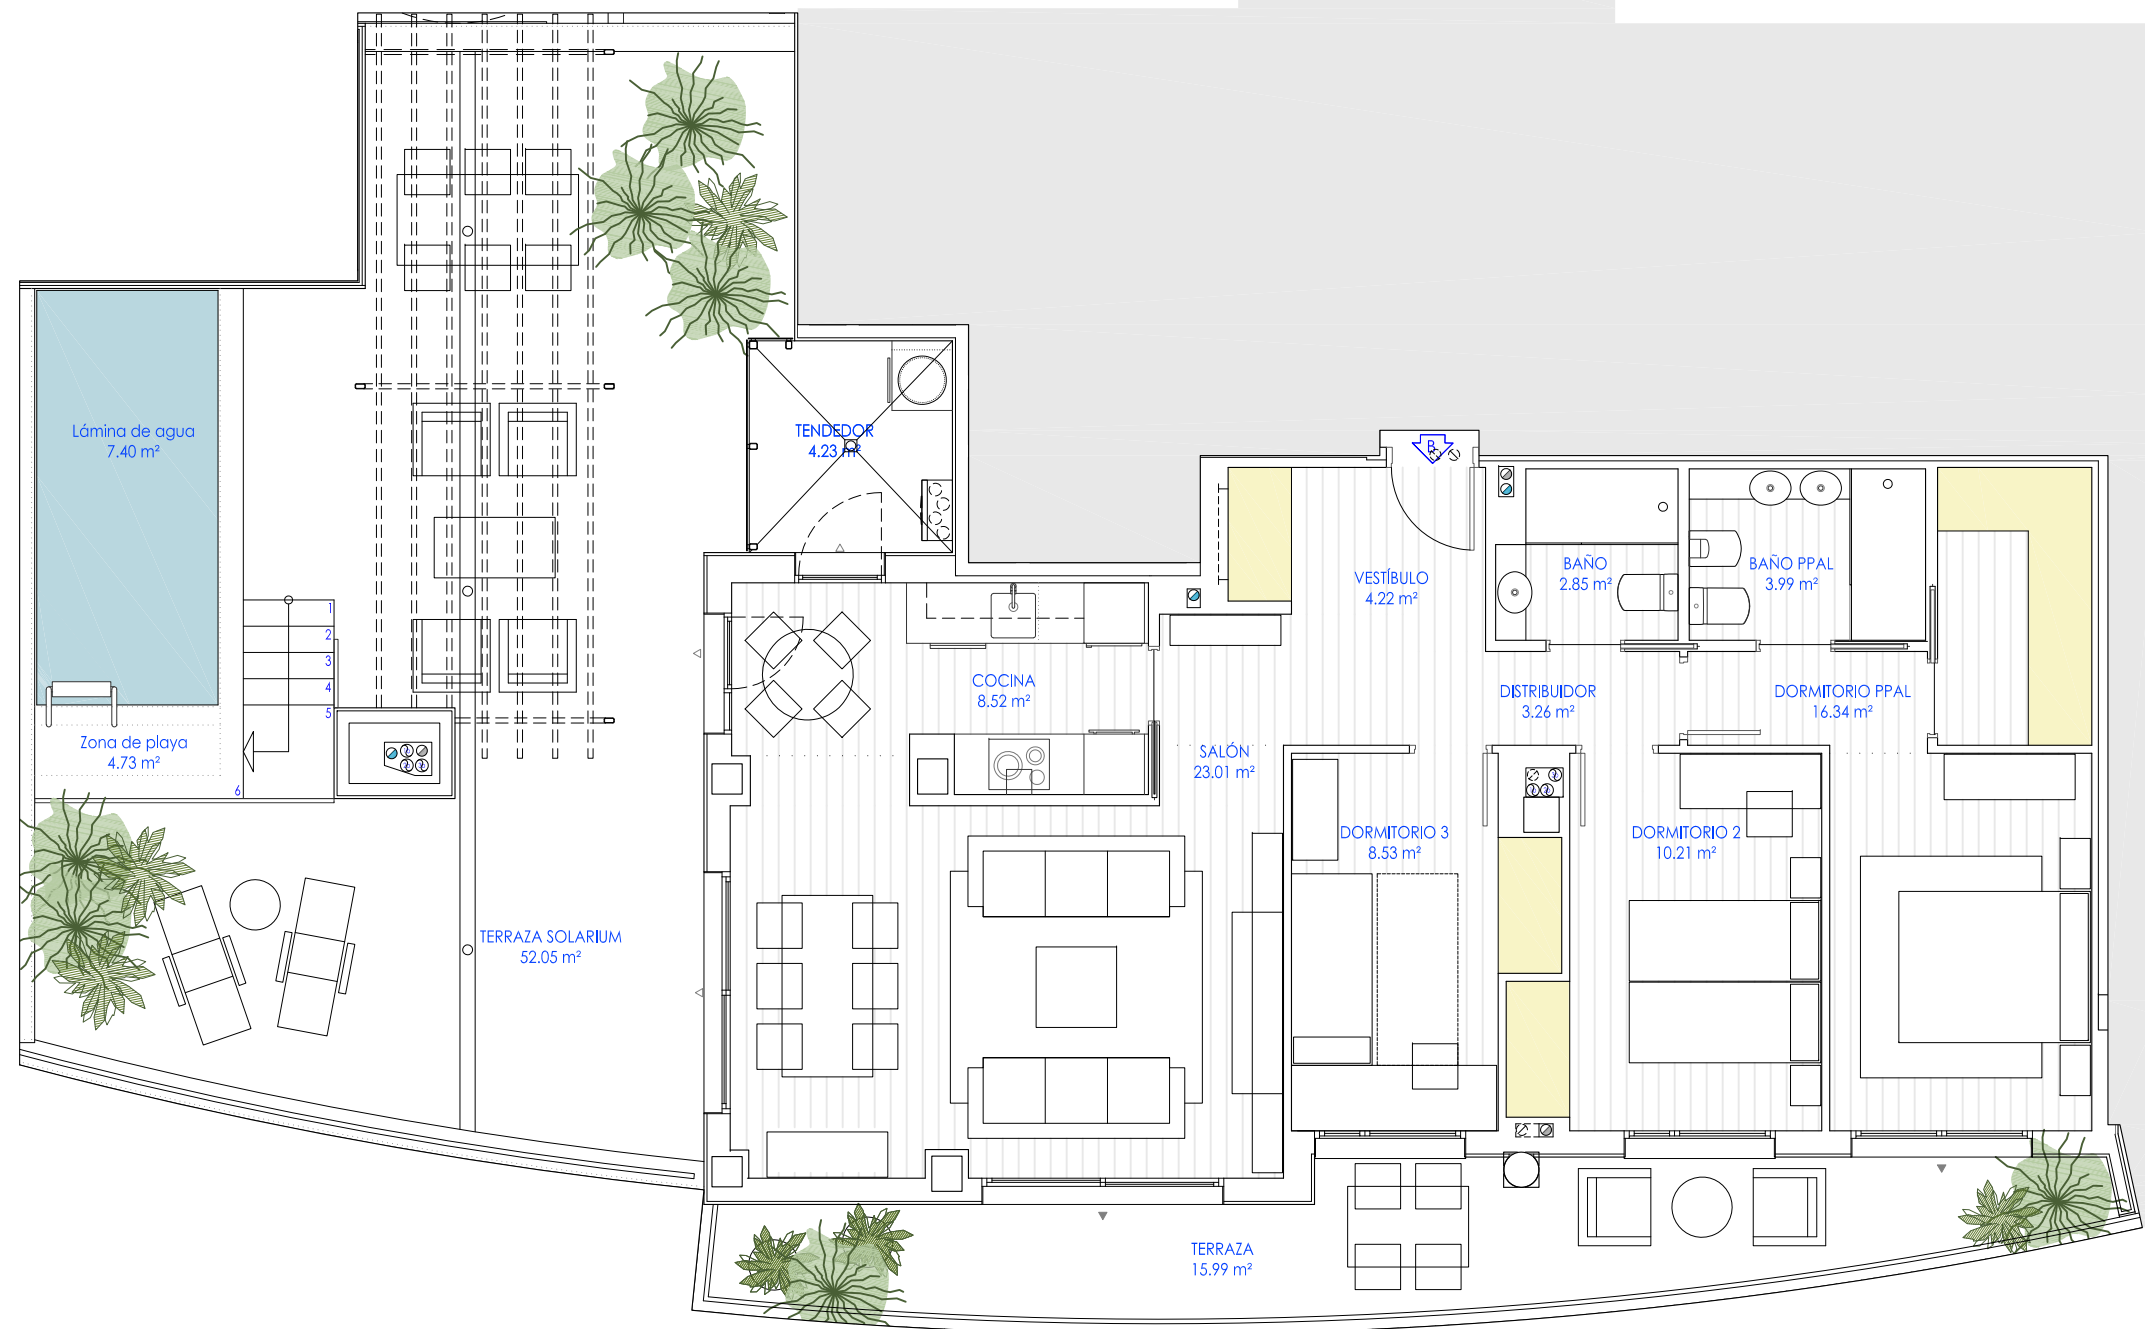 B
Lámina de agua
7.40 m²
TENDEDOR
4.23 m²
VESTÍBULO
4.22 m²
BAÑO
2.85 m²
BAÑO PPAL
3.99 m²
1
2
3
4
5
6
COCINA
8.52 m²
DISTRIBUIDOR
3.26 m²
DORMITORIO PPAL
16.34 m²
Zona de playa
4.73 m²
SALÓN
23.01 m²
DORMITORIO 3
8.53 m²
DORMITORIO 2
10.21 m²
TERRAZA SOLARIUM
52.05 m²
TERRAZA
15.99 m²